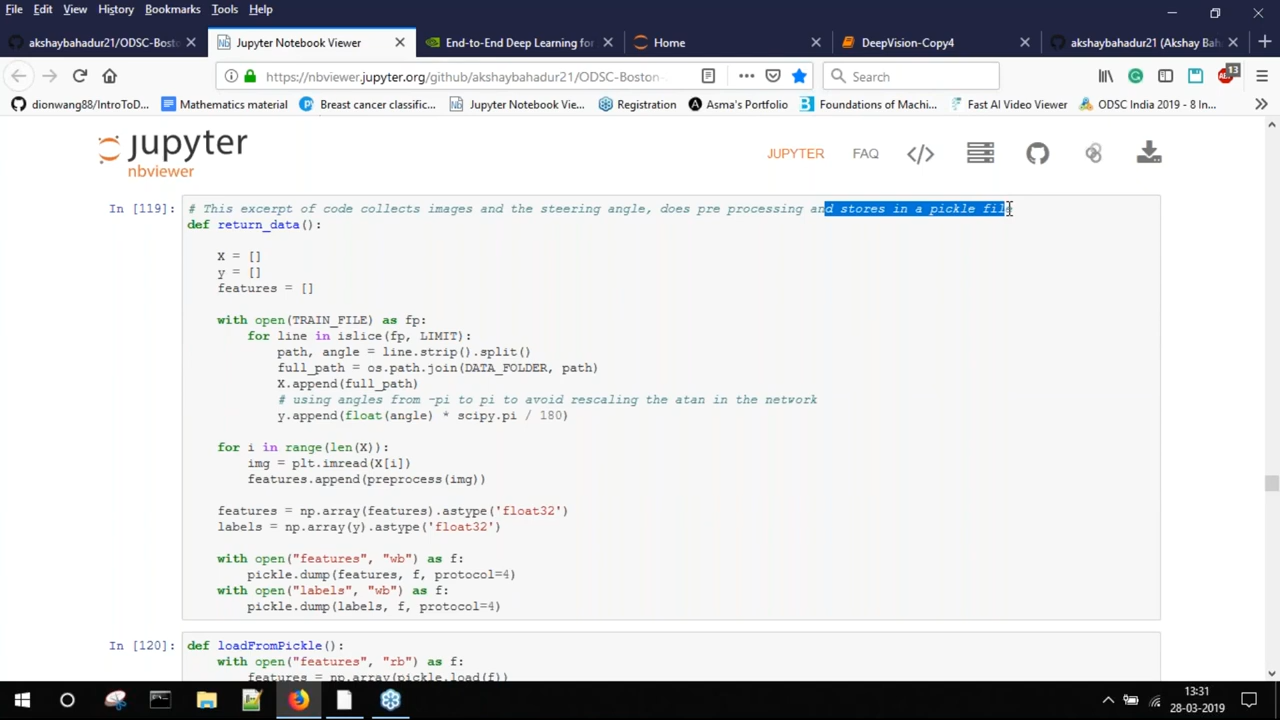 File Edit View History Bookmarks Tools Help
akshaybahadur21/ODSC-Bosto
Jupyter Notebook Viewer
End-to-End Deep Learning for
Home
DeepVision-Copy4
akshaybahadur21 (Akshay Bah
https://nbviewer.jupyter.org/github/akshaybahadur21/ODSC-Boston-
Search
13
dionwang88/IntroToD...
Mathematics material
Breast cancer classific...
Jupyter Notebook Vie...
Registration
Asma's Portfolio
Foundations of Machi...
Fast AI Video Viewer
ODSC India 2019 - 8 In...
jupyter
nbviewer
JUPYTER
FAQ
In [119]:
# This excerpt of code collects images and the steering angle, does pre processing and stores in a pickle fil
def return_data():
X = []
y = []
features = []
with open(TRAIN_FILE) as fp:
for line in islice(fp, LIMIT):
path, angle = line.strip().split()
full_path = os.path.join(DATA_FOLDER, path)
X.append(full_path)
# using angles from -pi to pi to avoid rescaling the atan in the network
y.append(float(angle) * scipy.pi / 180)
for i in range(len(X)):
img = plt.imread(X[i])
features.append(preprocess(img))
features = np.array(features).astype('float32')
labels = np.array(y).astype('float32')
with open("features", "wb") as f:
pickle.dump(features, f, protocol=4)
with open("labels", "wb") as f:
pickle.dump(labels, f, protocol=4)
In [120]:
def loadFromPickle():
with open("features", "rb") as f:
features = np.array(pickle.load(f))
13:31
28-03-2019